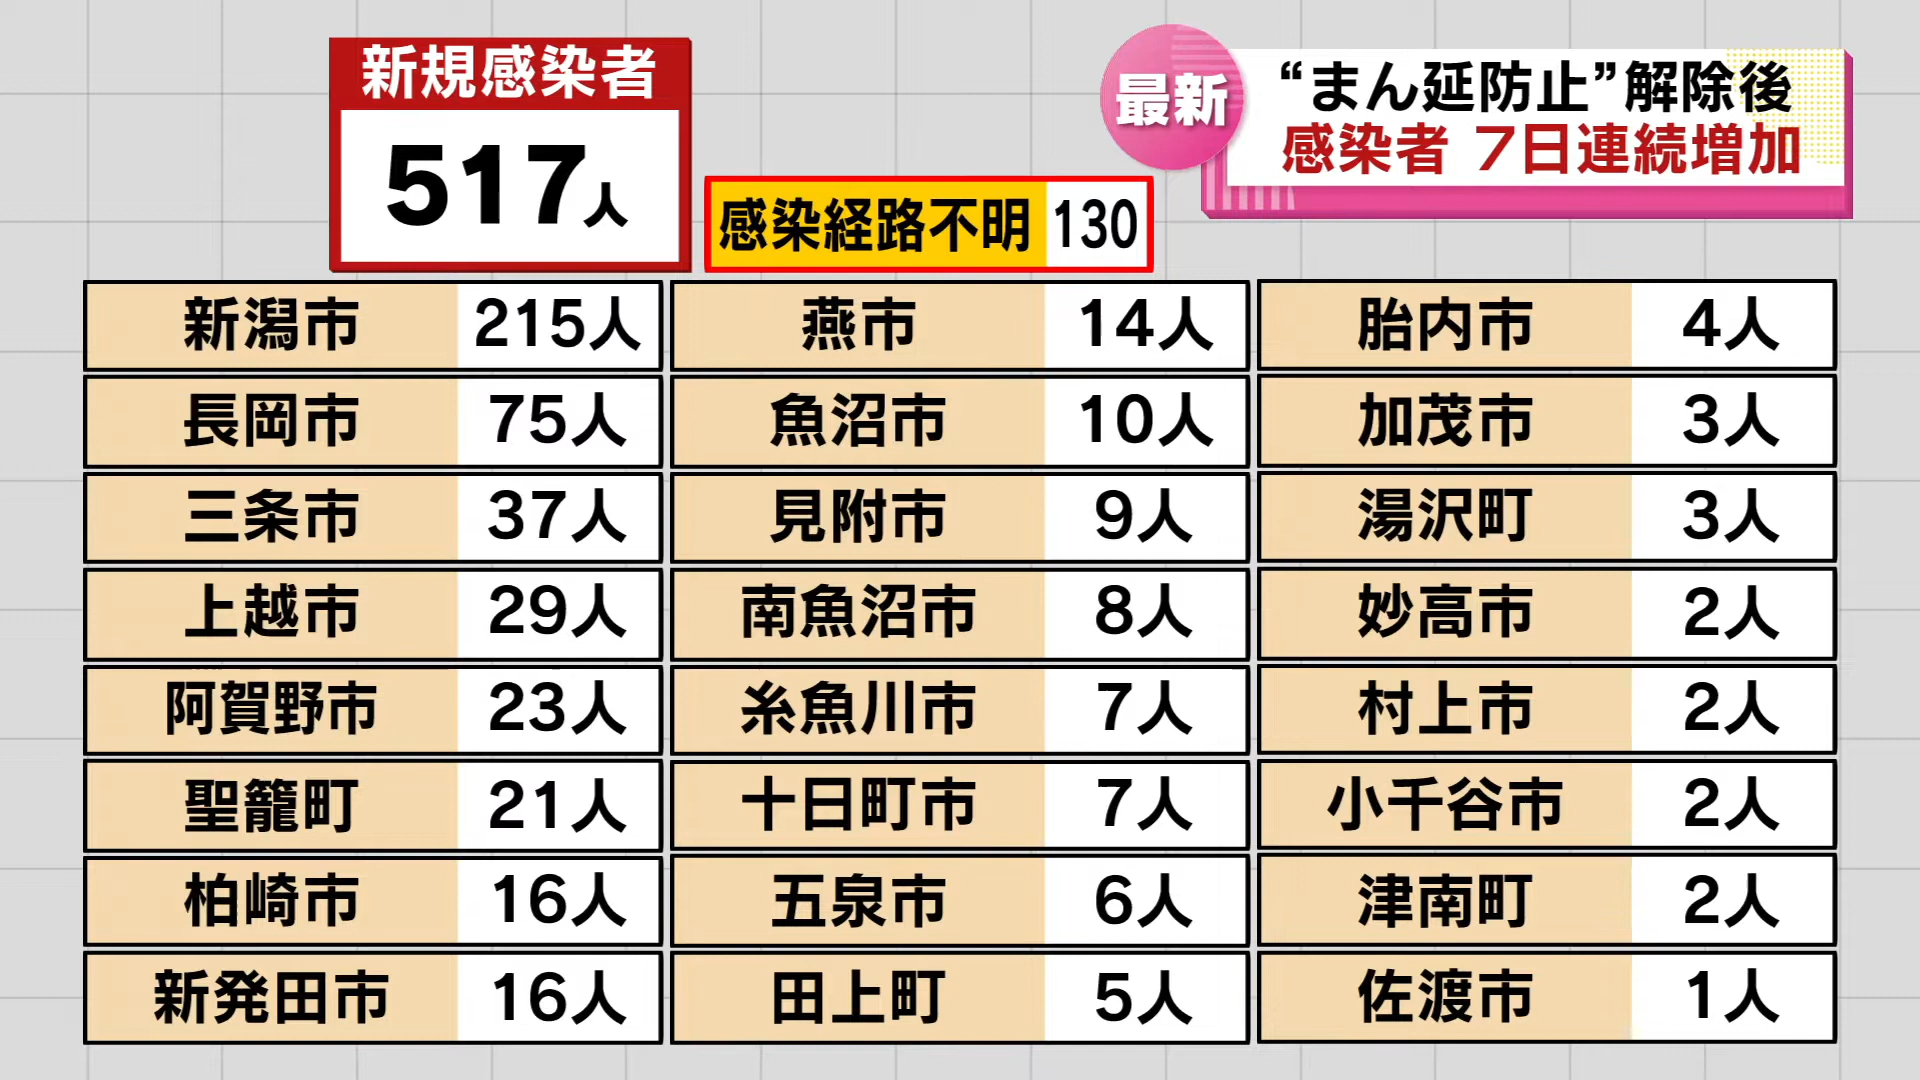 新規感染者
517人
感染経路不明 130
最新
“まん延防止”解除後
感染者 7日連続増加
新潟市 215人
長岡市 75人
三条市 37人
上越市 29人
阿賀野市 23人
聖籠町 21人
柏崎市 16人
新発田市 16人
燕市 14人
魚沼市 10人
見附市 9人
南魚沼市 8人
糸魚川市 7人
十日町市 7人
五泉市 6人
田上町 5人
胎内市 4人
加茂市 3人
湯沢町 3人
妙高市 2人
村上市 2人
小千谷市 2人
津南町 2人
佐渡市 1人